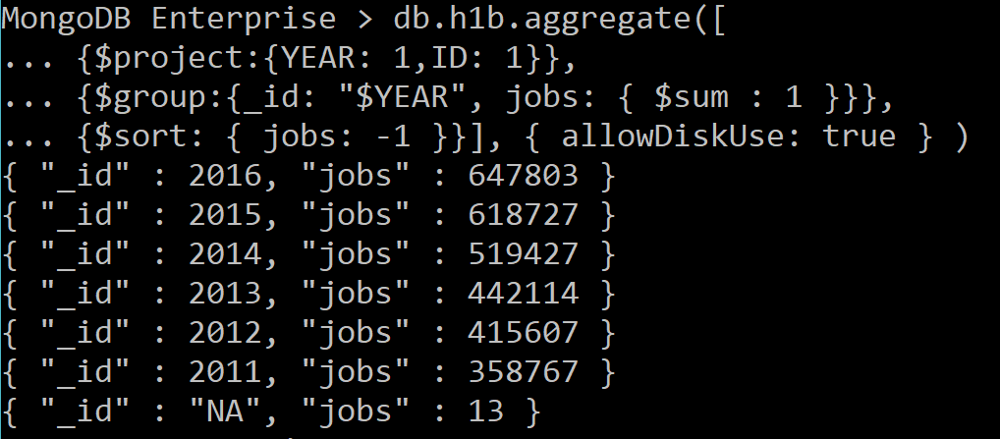 MongoDB Enterprise > db.h1b.aggregate([
... {$project:{YEAR: 1,ID: 1}},
... {$group:{_id: "$YEAR", jobs: { $sum : 1 }}},
... {$sort: { jobs: -1 }}], { allowDiskUse: true } )
{ "_id" : 2016, "jobs" : 647803 }
{ "_id" : 2015, "jobs" : 618727 }
{ "_id" : 2014, "jobs" : 519427 }
{ "_id" : 2013, "jobs" : 442114 }
{ "_id" : 2012, "jobs" : 415607 }
{ "_id" : 2011, "jobs" : 358767 }
{ "_id" : "NA", "jobs" : 13 }